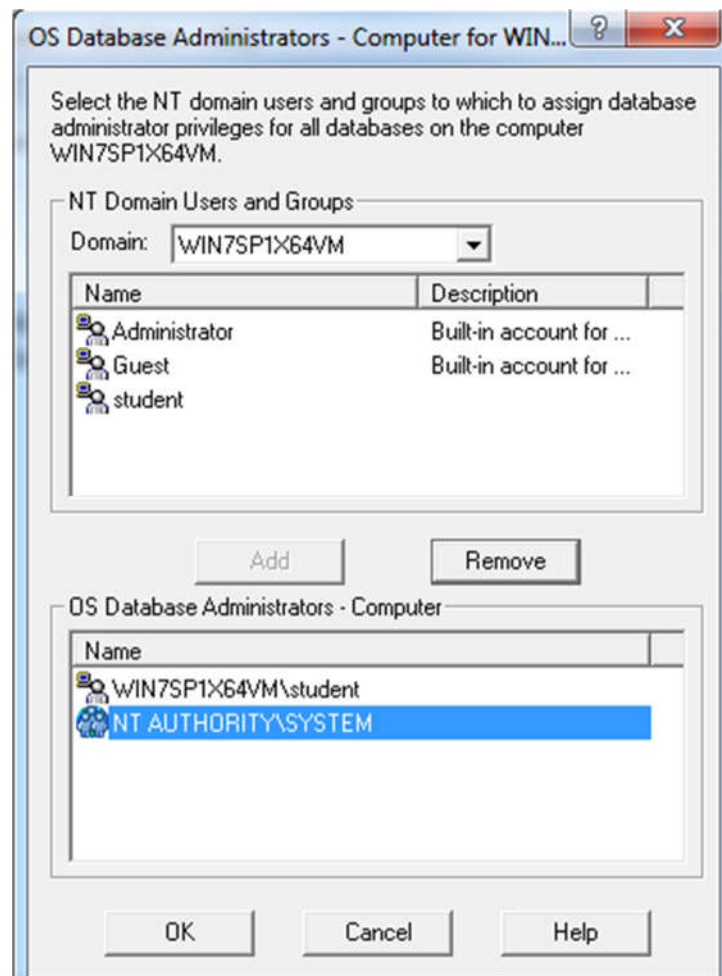 OS Database Administrators - Computer for WIN...
Select the NT domain users and groups to which to assign database
administrator privileges for all databases on the computer
WIN7SP1X64VM.
NT Domain Users and Groups
Domain: WIN7SP1X64VM
Name Description
Administrator Built-in account for ...
Guest Built-in account for ...
student
Add Remove
OS Database Administrators - Computer
Name
WIN7SP1X64VM\student
NT AUTHORITY\SYSTEM
OK Cancel Help